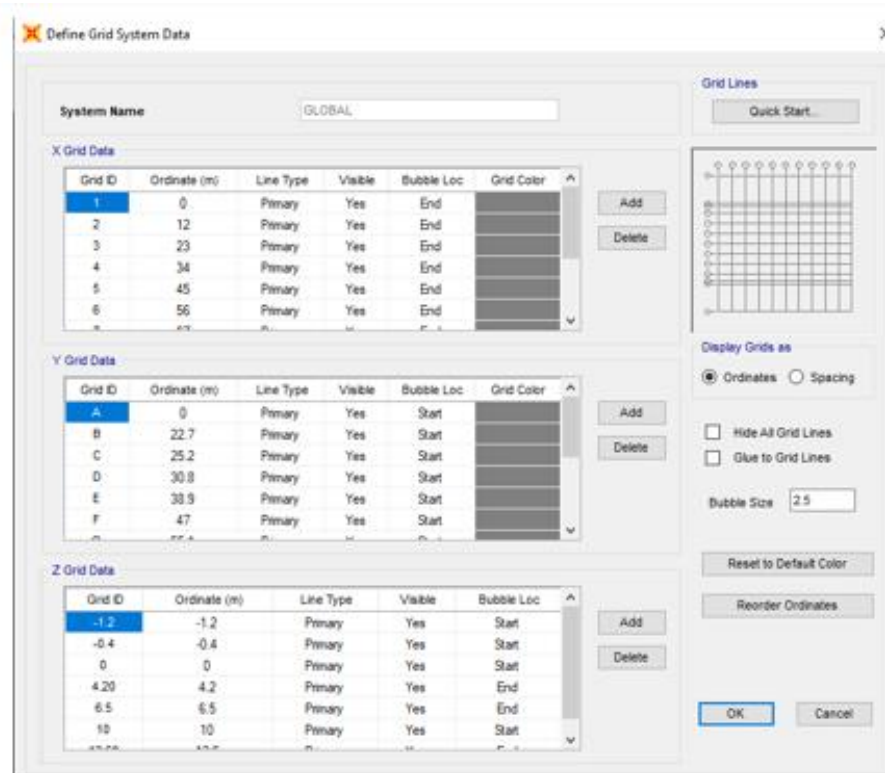 Define Grid System Data
System Name GLOBAL
Grid Lines
Quick Start...
X Grid Data
Grid ID Ordinate (m) Line Type Visible Bubble Loc Grid Color
1 0 Primary Yes End
2 12 Primary Yes End
3 23 Primary Yes End
4 34 Primary Yes End
5 45 Primary Yes End
6 56 Primary Yes End
Add
Delete
Y Grid Data
Grid ID Ordinate (m) Line Type Visible Bubble Loc Grid Color
A 0 Primary Yes Start
B 22.7 Primary Yes Start
C 25.2 Primary Yes Start
D 30.8 Primary Yes Start
E 38.9 Primary Yes Start
F 47 Primary Yes Start
Add
Delete
Z Grid Data
Grid ID Ordinate (m) Line Type Visible Bubble Loc
-1.2 -1.2 Primary Yes Start
-0.4 -0.4 Primary Yes Start
0 0 Primary Yes Start
4.20 4.2 Primary Yes End
6.5 6.5 Primary Yes End
10 10 Primary Yes Start
Add
Delete
Display Grids as
Ordinates Spacing
Hide All Grid Lines
Glue to Grid Lines
Bubble Size 2.5
Reset to Default Color
Reorder Ordinates
OK Cancel